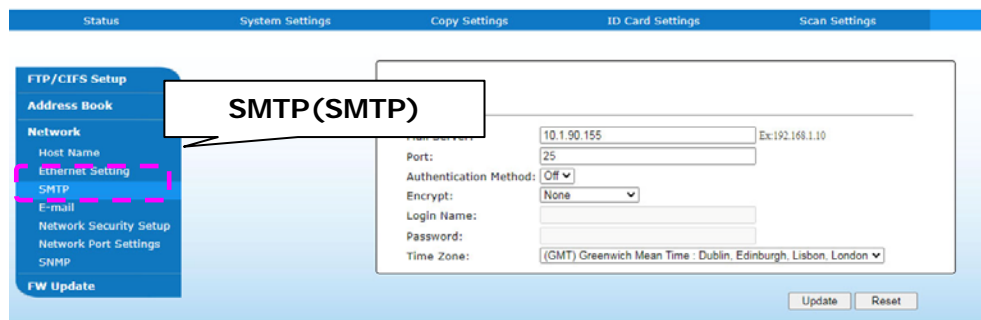 Status System Settings Copy Settings ID Card Settings Scan Settings
FTP/CIFS Setup
Address Book
Network
Host Name
Ethernet Setting
SMTP
E-mail
Network Security Setup
Network Port Settings
SNMP
FW Update
SMTP(SMTP)
10.1.90.155 Ex:192.168.1.10
Port: 25
Authentication Method: Off
Encrypt: None
Login Name:
Password:
Time Zone: (GMT) Greenwich Mean Time : Dublin, Edinburgh, Lisbon, London
Update Reset